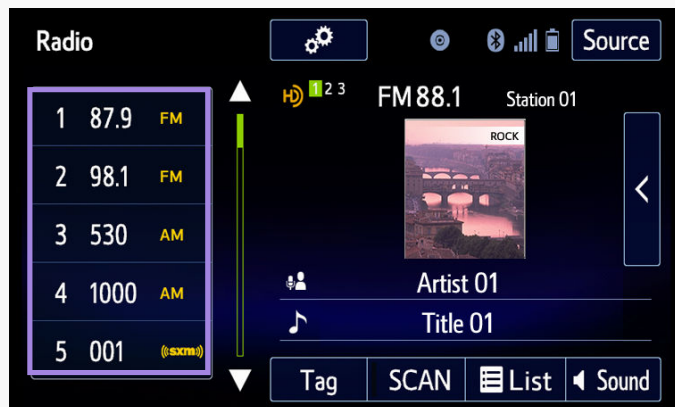 Radio
Source
HD 1 2 3
FM 88.1
Station 01
ROCK
1 87.9 FM
2 98.1 FM
3 530 AM
4 1000 AM
5 001 ((sxm))
Artist 01
Title 01
Tag
SCAN
List
Sound